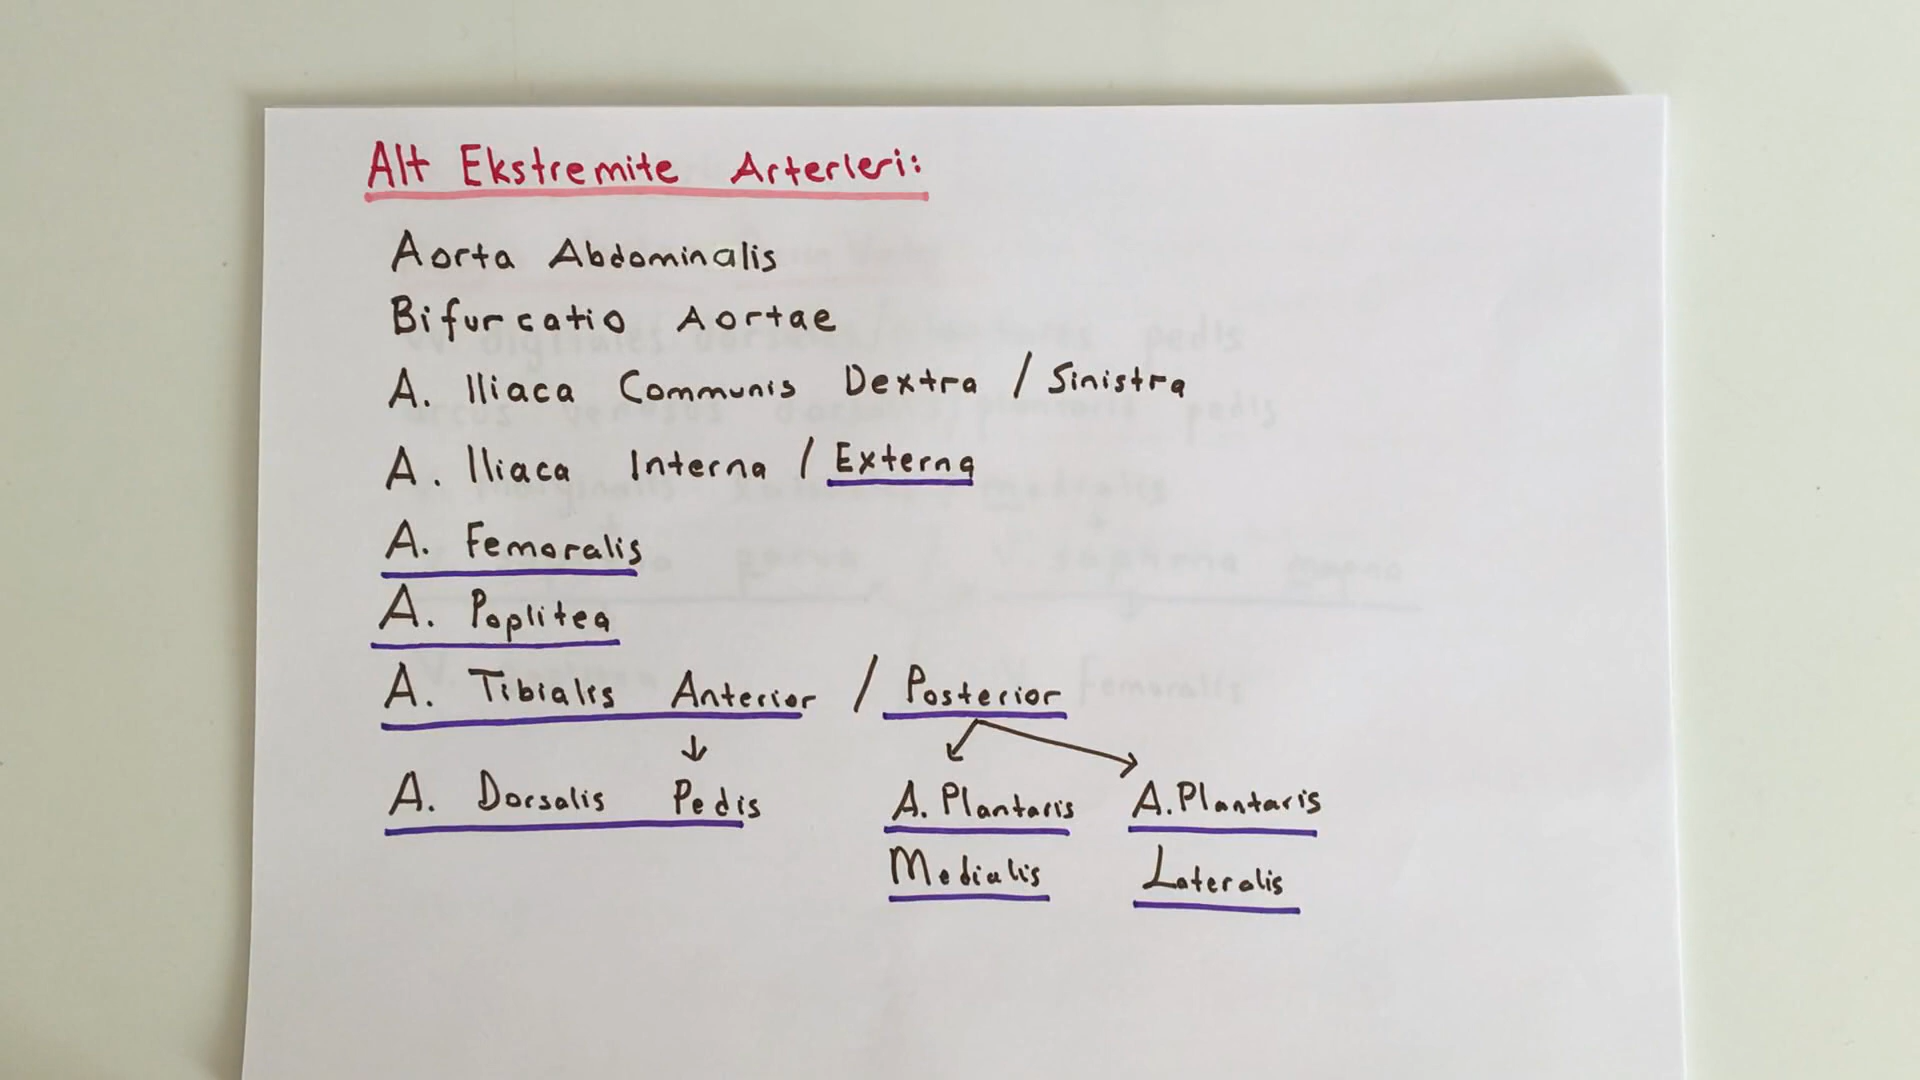 Alt Ekstremite Arterleri:
Aorta Abdominalis
Bifurcatio Aortae
A. Iliaca Communis Dextra / Sinistra
A. Iliaca Interna / Externa
A. Femoralis
A. Poplitea
A. Tibialis Anterior / Posterior
A. Dorsalis Pedis A. Plantaris A. Plantaris
Medialis Lateralis